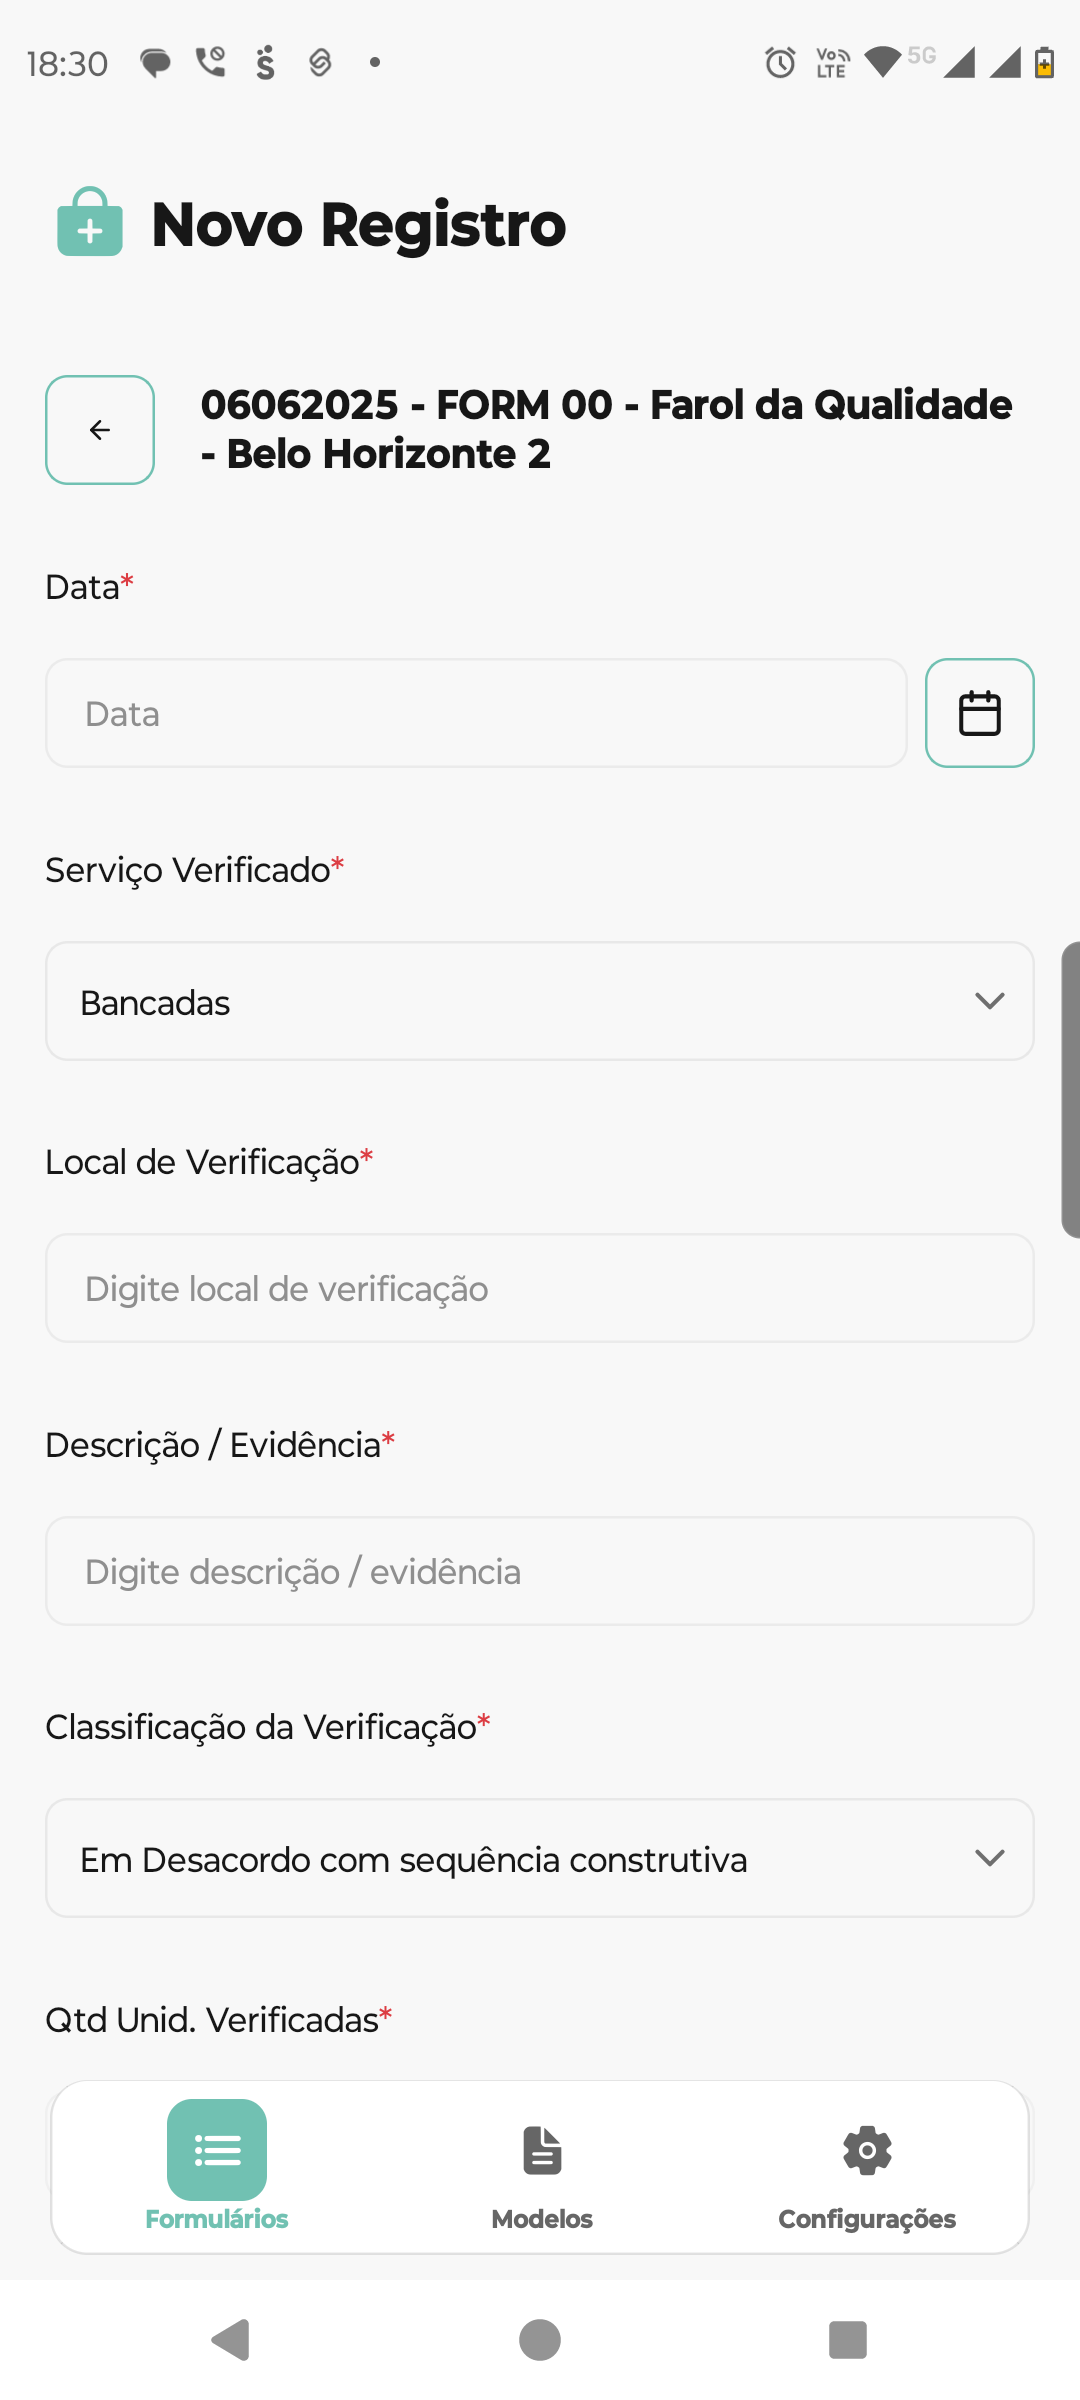 18:30
Vo LTE 5G
Novo Registro
06062025 - FORM 00 - Farol da Qualidade
- Belo Horizonte 2
Data*
Data
Serviço Verificado*
Bancadas
Local de Verificação*
Digite local de verificação
Descrição / Evidência*
Digite descrição / evidência
Classificação da Verificação*
Em Desacordo com sequência construtiva
Qtd Unid. Verificadas*
Formulários
Modelos
Configurações